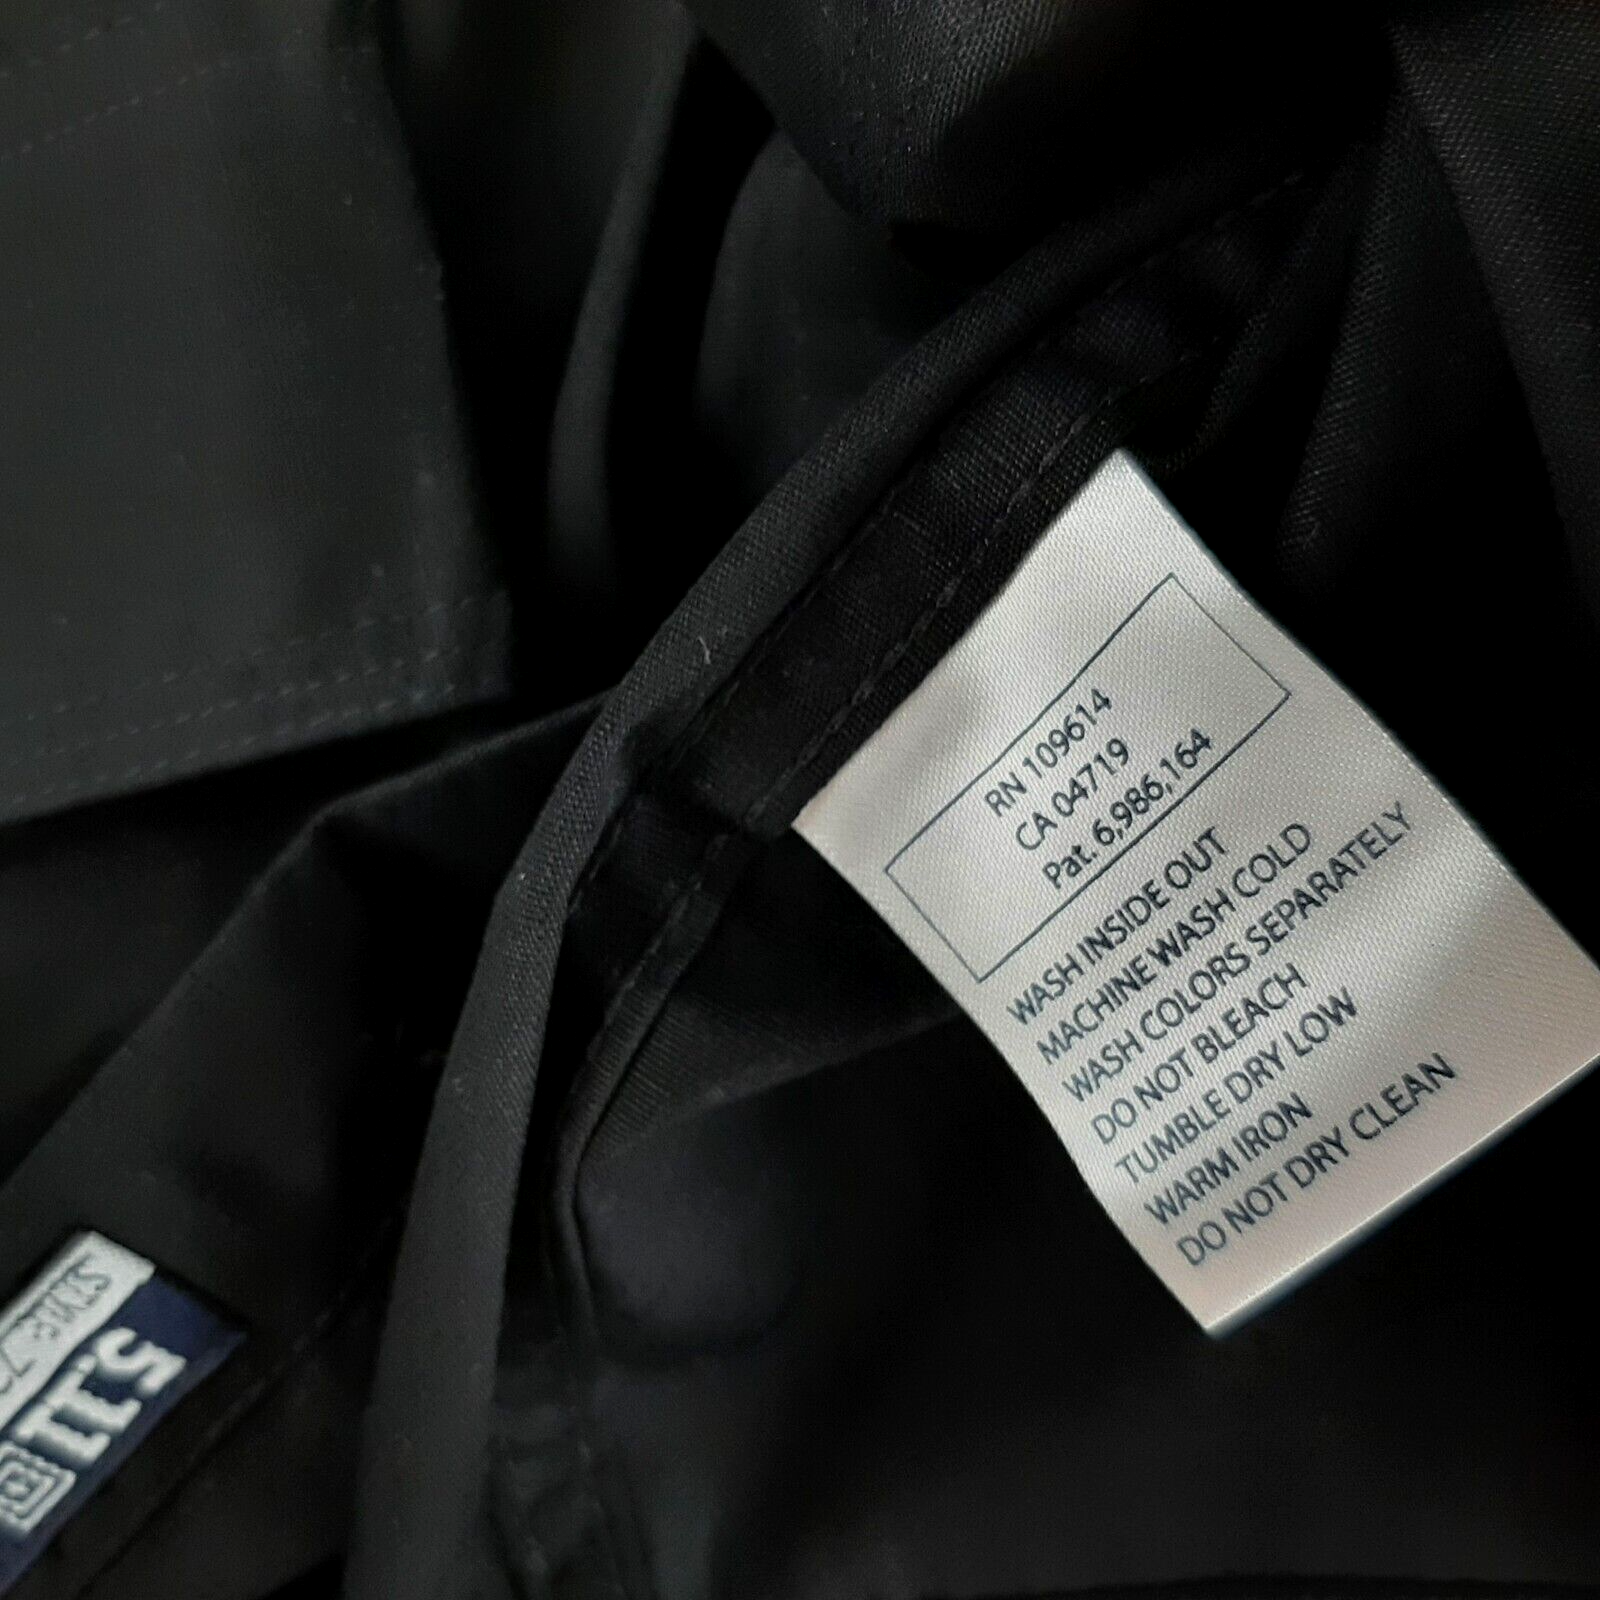 RN 109614
CA 04719
Pat. 6,986,164
WASH INSIDE OUT
MACHINE WASH COLD
WASH COLORS SEPARATELY
DO NOT BLEACH
TUMBLE DRY LOW
WARM IRON
DO NOT DRY CLEAN
5.11
STYLE: